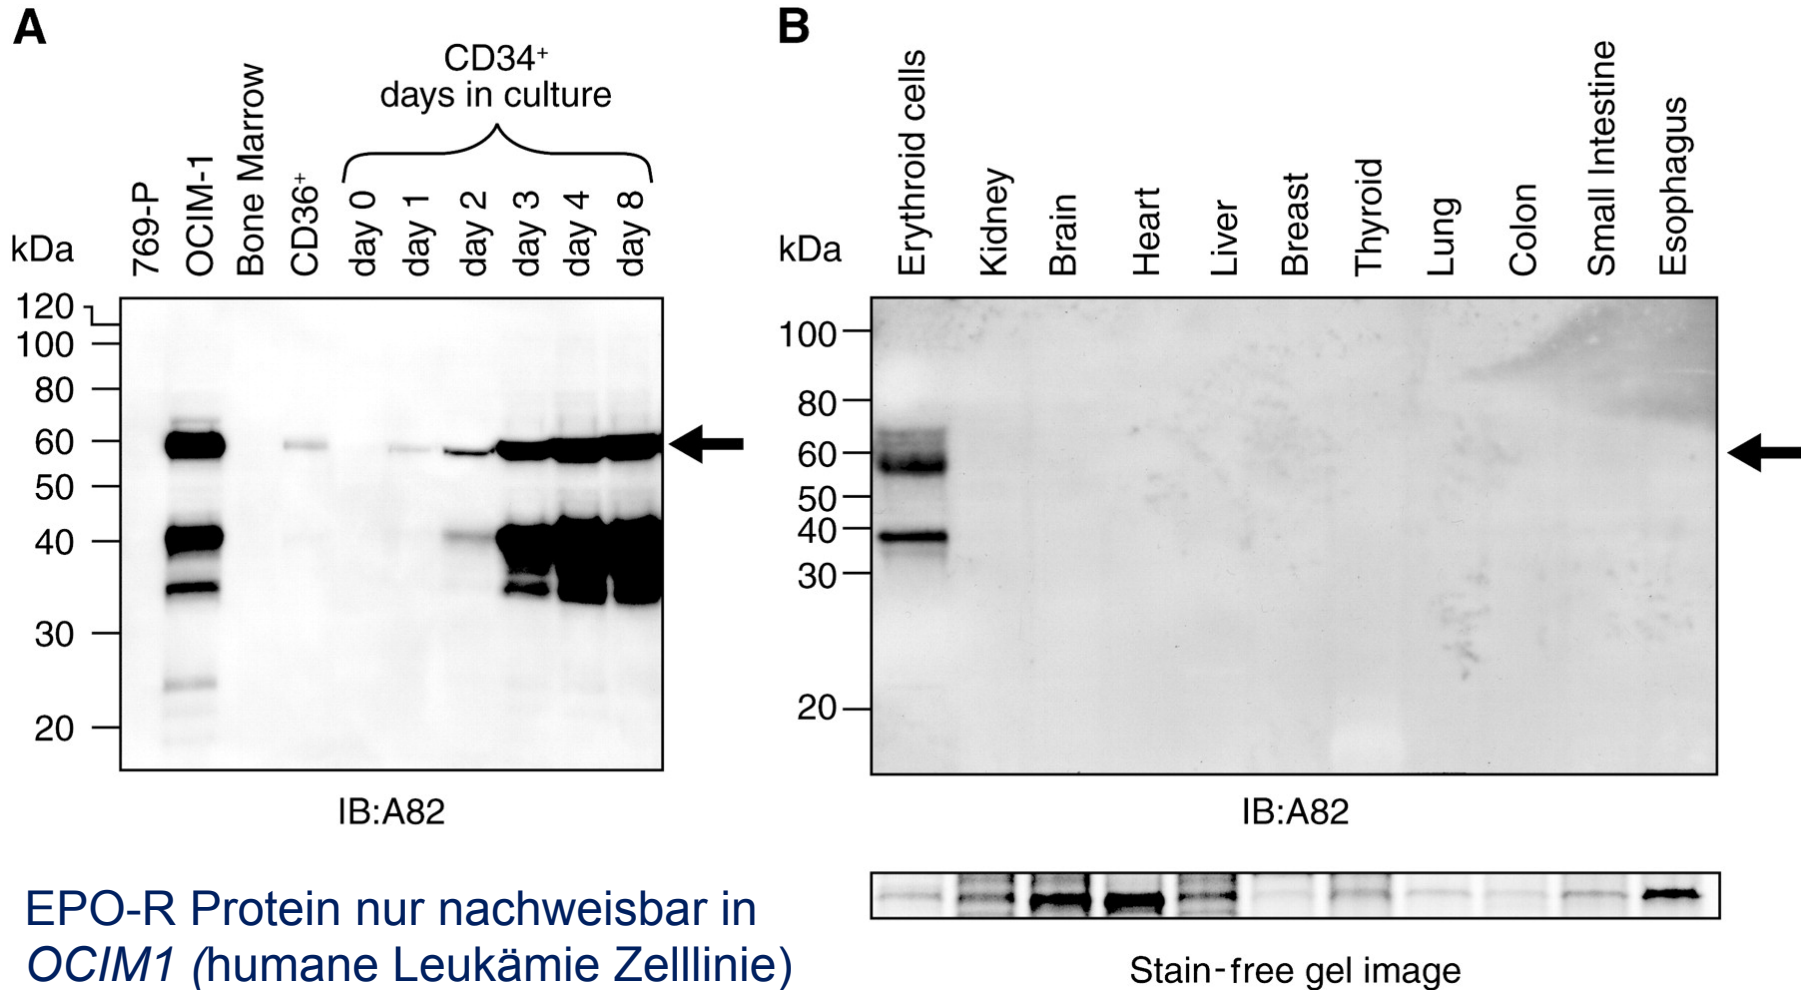 A
CD34+
days in culture
kDa
769-P
OCIM-1
Bone Marrow
CD36+
day 0
day 1
day 2
day 3
day 4
day 8
120
100
80
60
50
40
30
20
IB:A82
EPO-R Protein nur nachweisbar in
OCIM1 (humane Leukämie Zelllinie)
B
kDa
Erythroid cells
Kidney
Brain
Heart
Liver
Breast
Thyroid
Lung
Colon
Small Intestine
Esophagus
100
80
60
50
40
30
20
IB:A82
Stain-free gel image